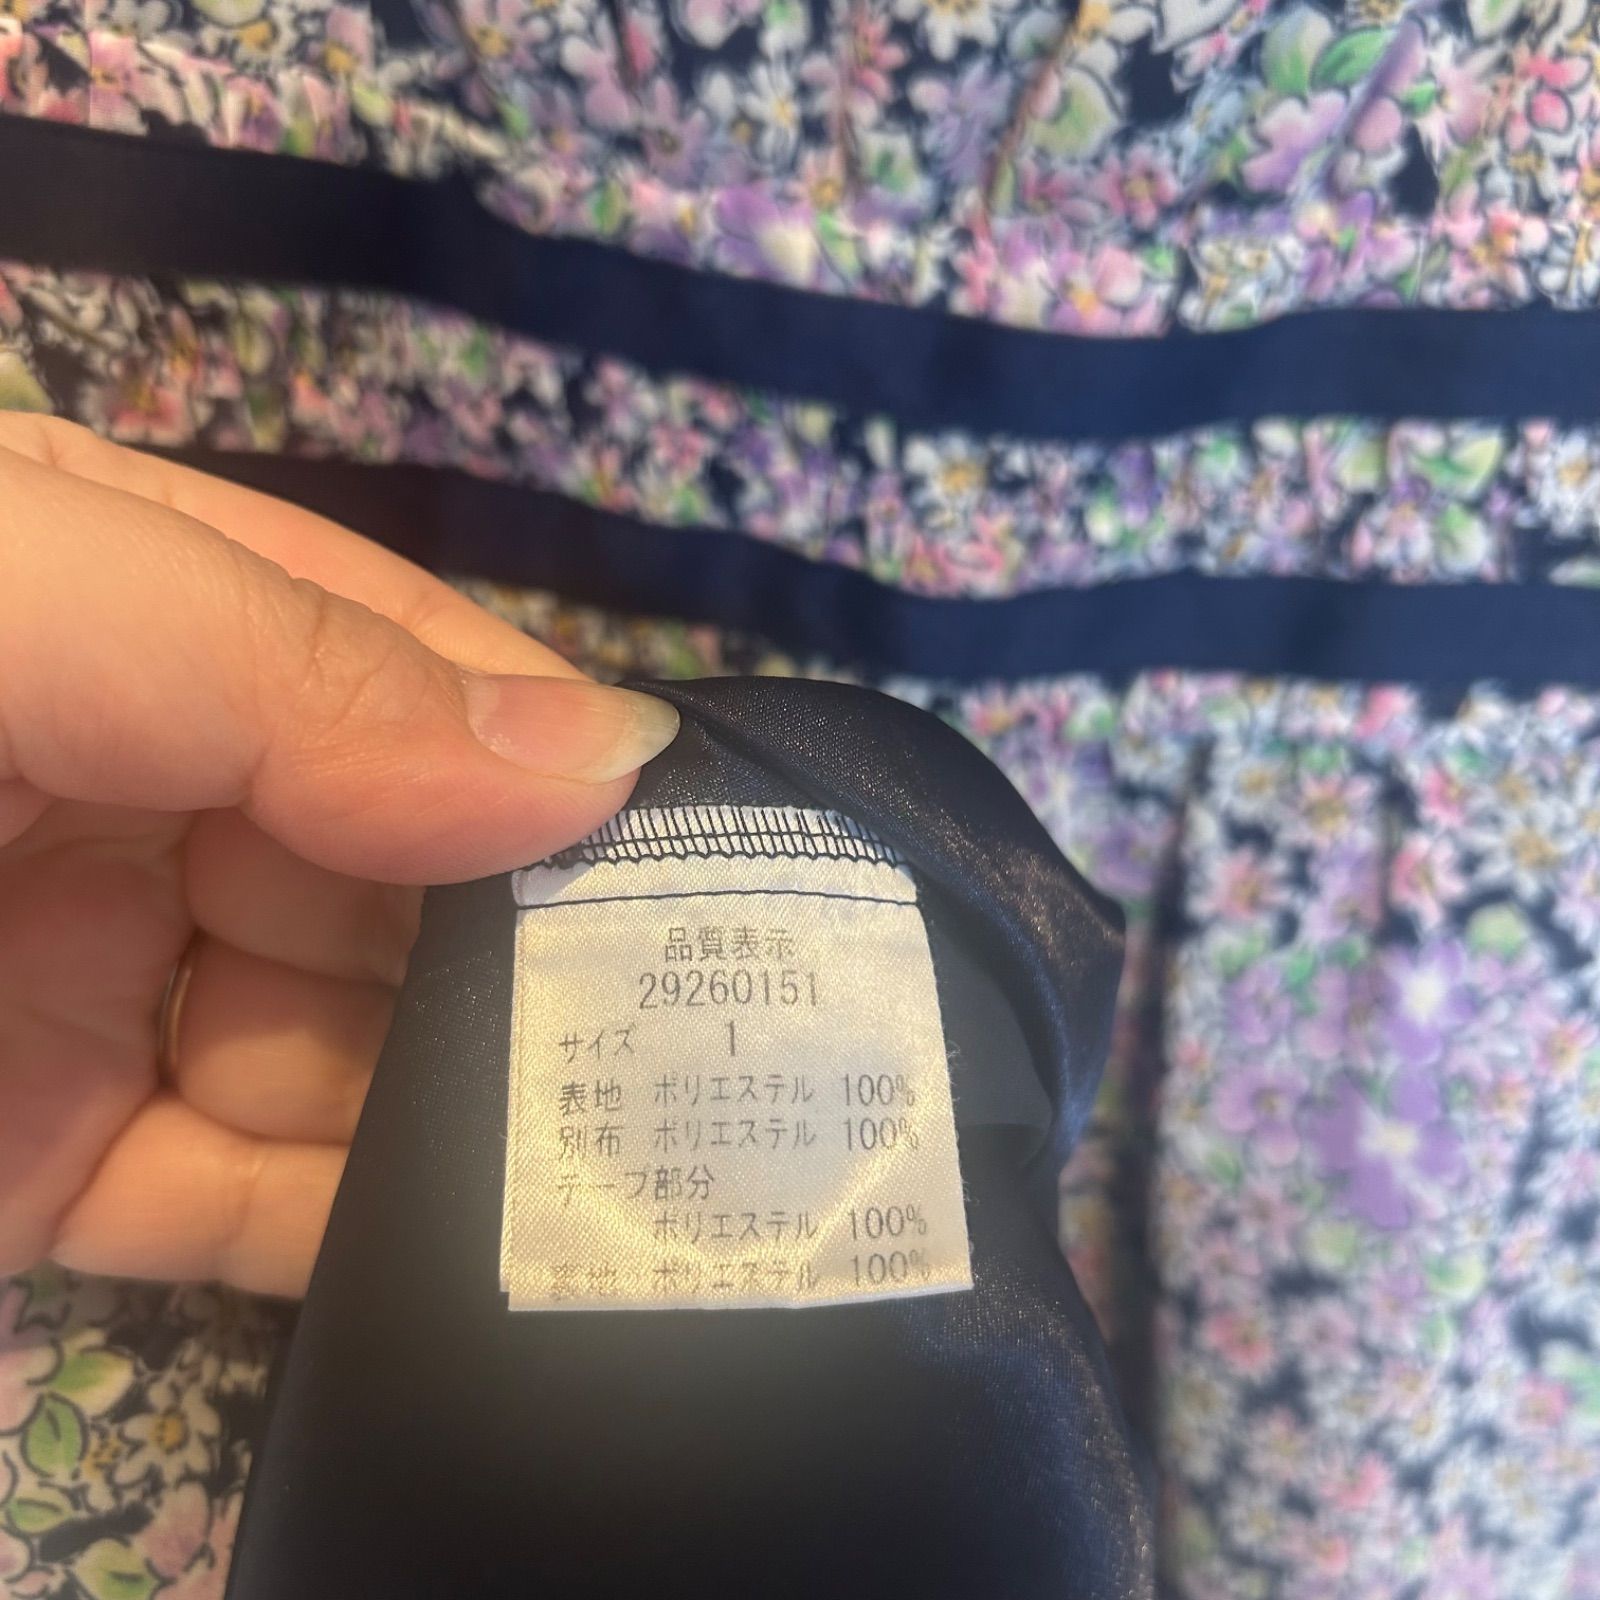 品質表示
29260151
サイズ 1
表地 ポリエステル 100%
別布 ポリエステル 100%
テープ部分
ポリエステル 100%
裏地 ポリエステル 100%